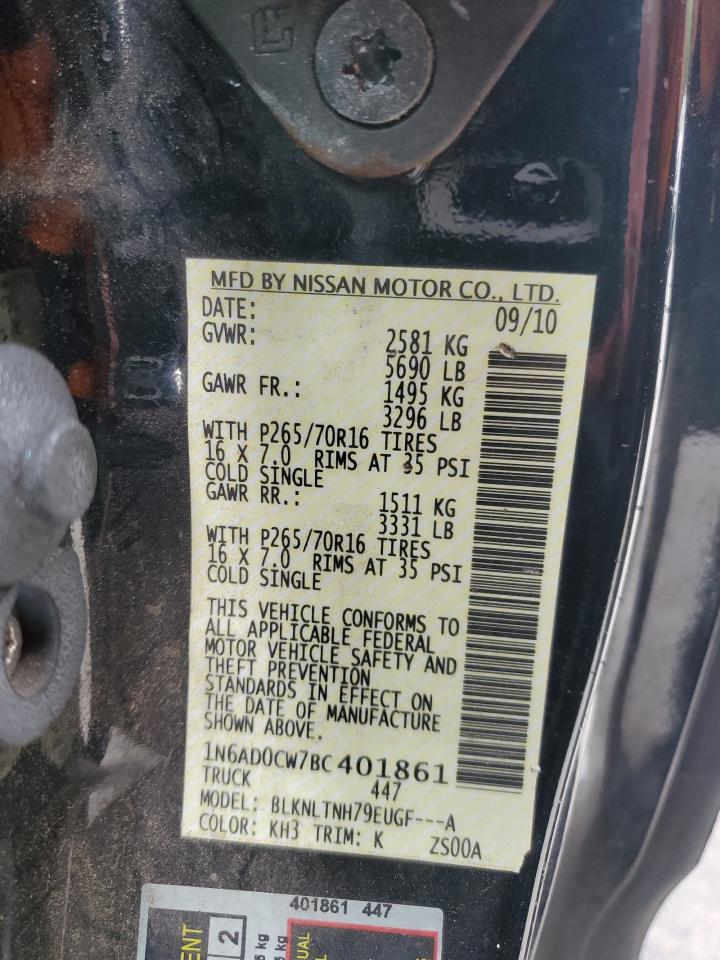 MFD BY NISSAN MOTOR CO., LTD.
DATE: 09/10
GVWR: 2581 KG
5690 LB
GAWR FR.: 1495 KG
3296 LB
WITH P265/70R16 TIRES
16 X 7.0 RIMS AT 35 PSI
COLD SINGLE
GAWR RR.: 1511 KG
3331 LB
WITH P265/70R16 TIRES
16 X 7.0 RIMS AT 35 PSI
COLD SINGLE
THIS VEHICLE CONFORMS TO
ALL APPLICABLE FEDERAL
MOTOR VEHICLE SAFETY AND
THEFT PREVENTION
STANDARDS IN EFFECT ON
THE DATE OF MANUFACTURE
SHOWN ABOVE.
1N6AD0CW7BC401861
TRUCK 447
MODEL: BLKNLTNH79EUGF---A
COLOR: KH3 TRIM: K ZS00A
401861 447
2